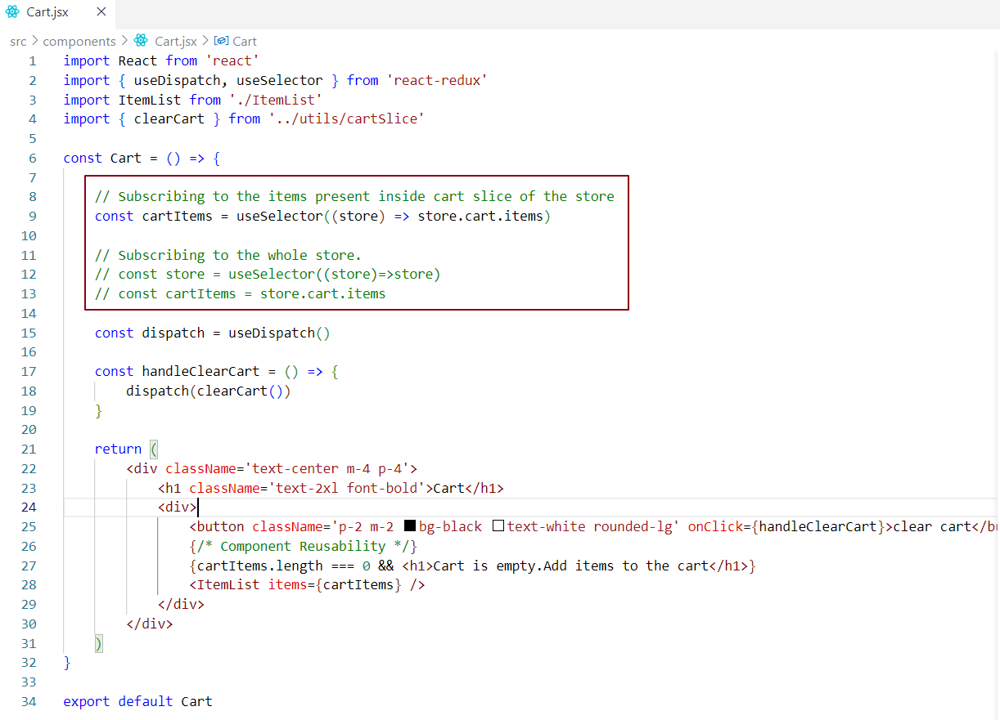 Cart.jsx
src > components > Cart.jsx > Cart
1 import React from 'react'
2 import { useDispatch, useSelector } from 'react-redux'
3 import ItemList from './ItemList'
4 import { clearCart } from '../utils/cartSlice'
5
6 const Cart = () => {
7
8 // Subscribing to the items present inside cart slice of the store
9 const cartItems = useSelector((store) => store.cart.items)
10
11 // Subscribing to the whole store.
12 // const store = useSelector((store)=>store)
13 // const cartItems = store.cart.items
14
15 const dispatch = useDispatch()
16
17 const handleClearCart = () => {
18 dispatch(clearCart())
19 }
20
21 return (
22 <div className='text-center m-4 p-4'>
23 <h1 className='text-2xl font-bold'>Cart</h1>
24 <div>
25 <button className='p-2 m-2 bg-black text-white rounded-lg' onClick={handleClearCart}>clear cart</bu
26 {/* Component Reusability */}
27 {cartItems.length === 0 && <h1>Cart is empty.Add items to the cart</h1>}
28 <ItemList items={cartItems} />
29 </div>
30 </div>
31 )
32 }
33
34 export default Cart